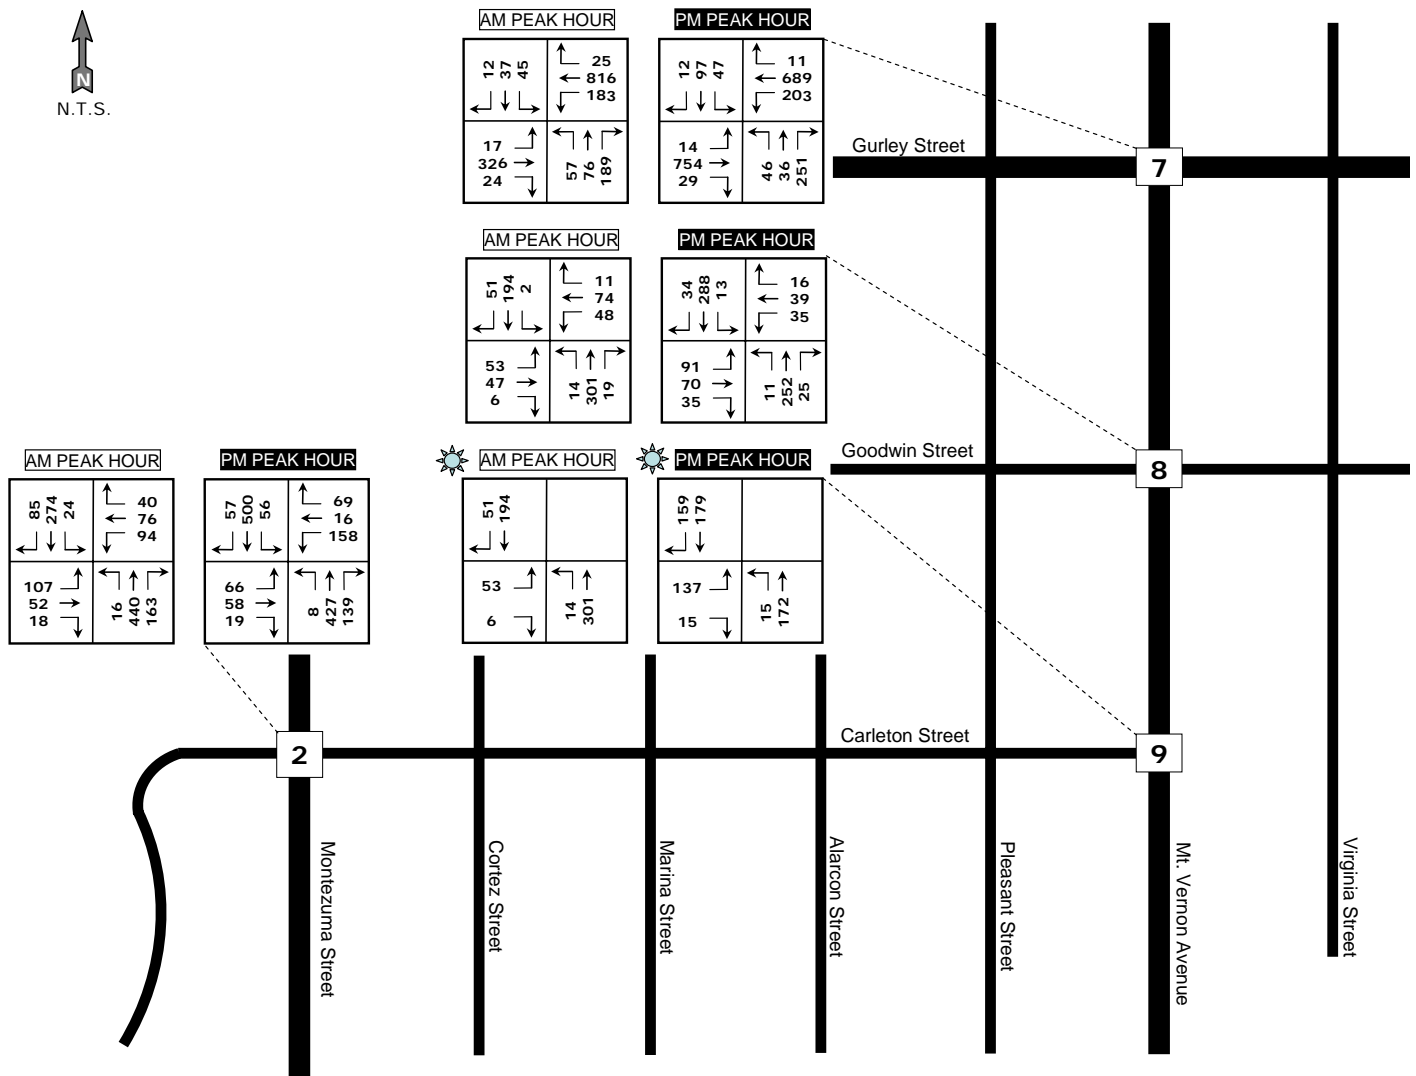 N
N.T.S.
AM PEAK HOUR
PM PEAK HOUR
12 37 45
25
816
183
17
326
24
57 76 189
12 97 47
11
689
203
14
754
29
46 36 251
Gurley Street
7
AM PEAK HOUR
PM PEAK HOUR
51 194 2
11
74
48
53
47
6
14 301 19
34 288 13
16
39
35
91
70
35
11 252 25
Goodwin Street
8
AM PEAK HOUR
PM PEAK HOUR
85 274 24
40
76
94
107
52
18
16 440 163
57 500 56
69
16
158
66
58
19
8 427 139
AM PEAK HOUR
PM PEAK HOUR
51 194
53
6
14 301
159 179
137
15
15 172
Carleton Street
2
9
Montezuma Street
Cortez Street
Marina Street
Alarcon Street
Pleasant Street
Mt. Vernon Avenue
Virginia Street